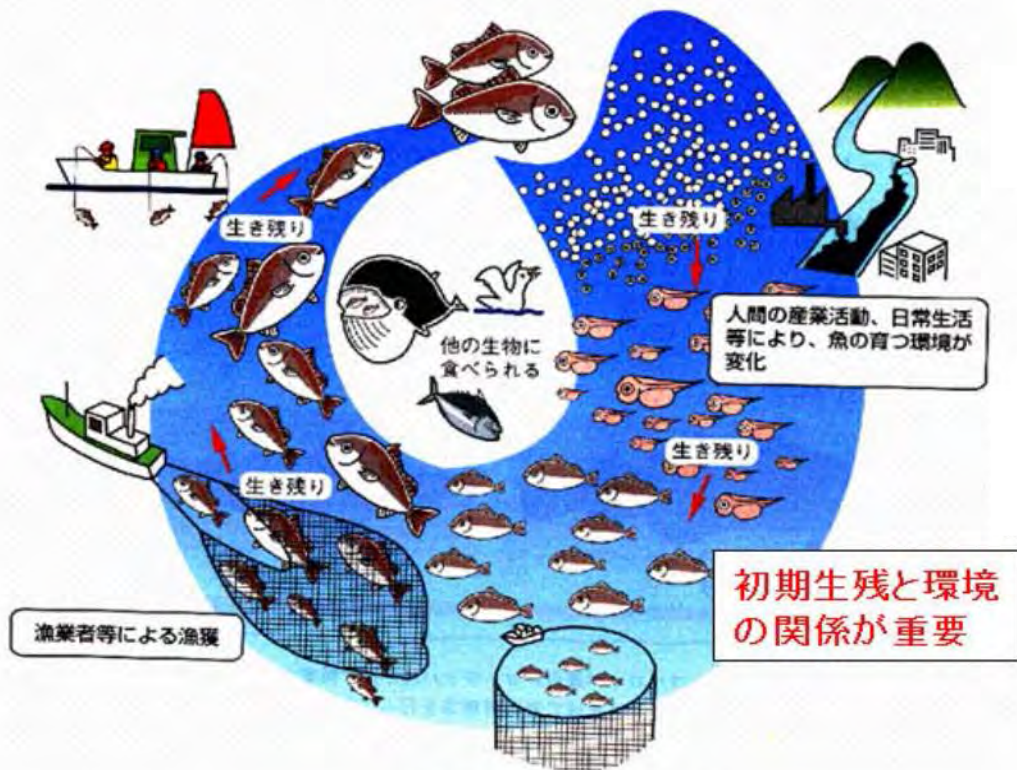 生き残り
生き残り
人間の産業活動、日常生活
等により、魚の育つ環境が
変化
他の生物に
食べられる
生き残り
生き残り
初期生残と環境
の関係が重要
漁業者等による漁獲